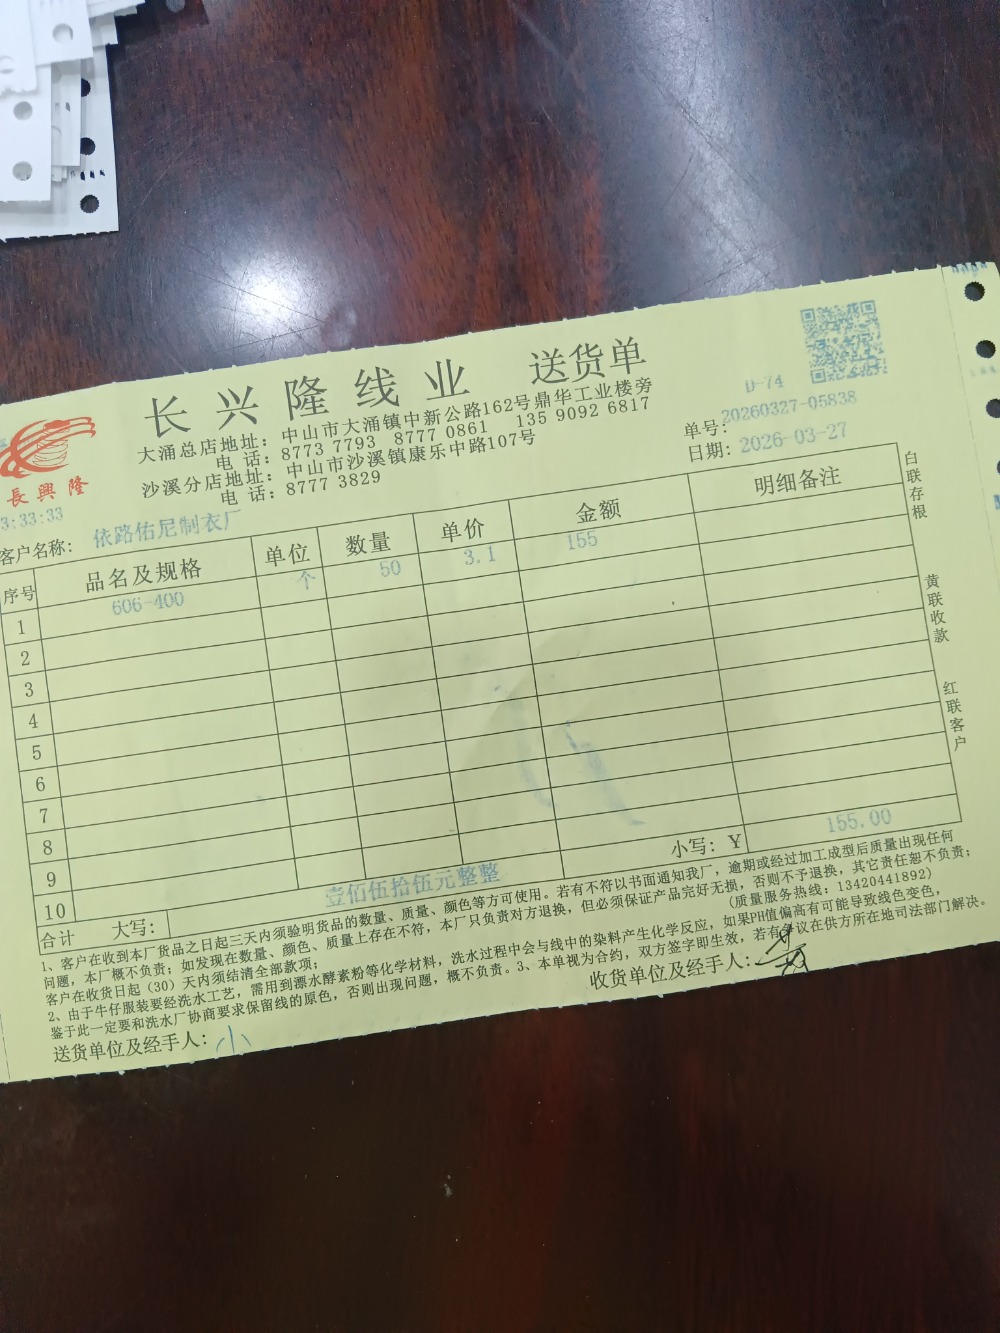 长兴隆线业 送货单
大涌总店地址：中山市大涌镇中新公路162号鼎华工业楼旁
电 话：8773 7793 8777 0861 135 9092 6817
沙溪分店地址：中山市沙溪镇康乐中路107号
电 话：8777 3829
D-74
单号：20260327-05838
日期：2026-03-27
長興隆
3:33:33
客户名称：依路佑尼制衣厂
序号 品名及规格 单位 数量 单价 金额 明细备注
1 606-400 个 50 3.1 155
2
3
4
5
6
7
8
9
10
合计 大写：壹佰伍拾伍元整整 小写：¥ 155.00
白联存根 黄联收款 红联客户
1、客户在收到本厂货品之日起三天内须验明货品的数量、质量、颜色等方可使用。若有不符以书面通知我厂，逾期或经过加工成型后质量出现任何
问题，本厂概不负责；如发现在数量、颜色、质量上存在不符，本厂只负责对方退换，但必须保证产品完好无损，否则不予退换，其它责任恕不负责；
客户在收货日起（30）天内须结清全部款项； （质量服务热线：13420441892）
2、由于牛仔服装要经洗水工艺，需用到漂水酵素粉等化学材料，洗水过程中会与线中的染料产生化学反应，如果PH值偏高有可能导致线色变色，
鉴于此一定要和洗水厂协商要求保留线的原色，否则出现问题，概不负责。3、本单视为合约，双方签字即生效，若有争议在供方所在地司法部门解决。
送货单位及经手人：小 收货单位及经手人：